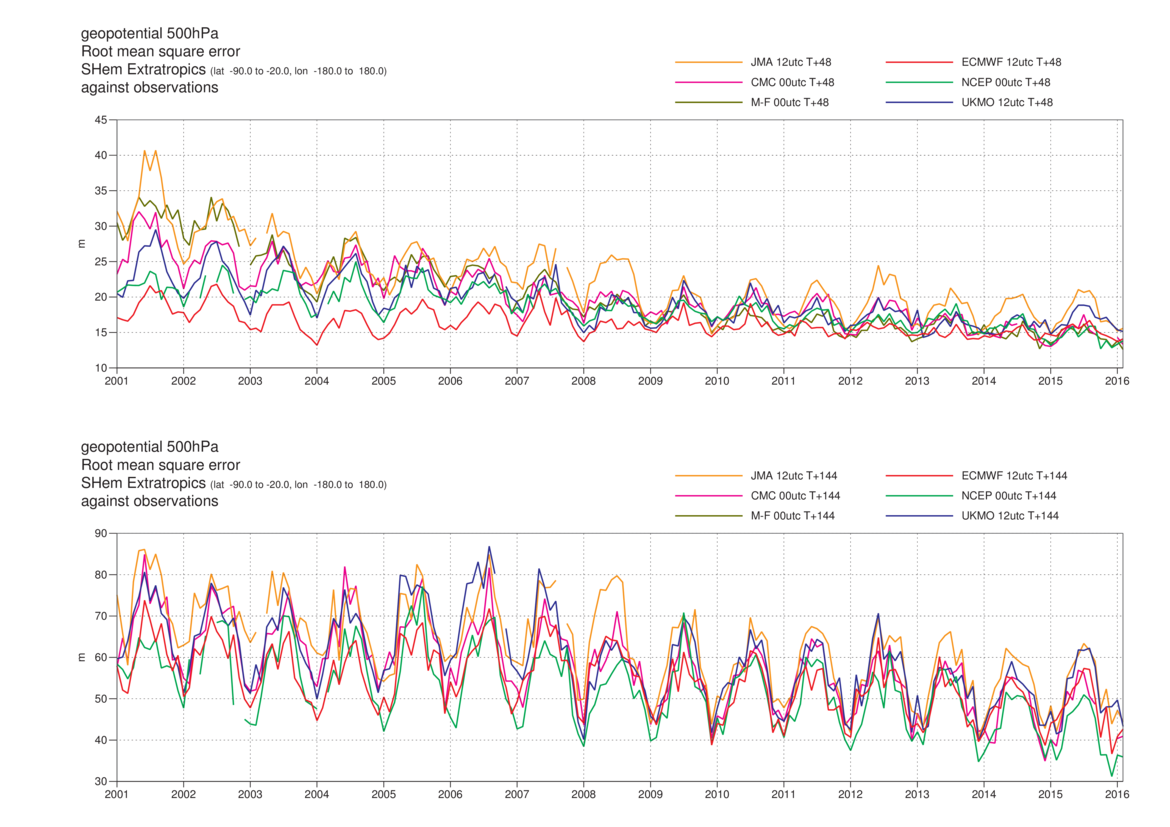 geopotential 500hPa
Root mean square error
SHem Extratropics (lat -90.0 to -20.0, lon -180.0 to 180.0)
against observations
JMA 12utc T+48
ECMWF 12utc T+48
CMC 00utc T+48
NCEP 00utc T+48
M-F 00utc T+48
UKMO 12utc T+48
45
40
35
30
25
20
15
10
m
2001 2002 2003 2004 2005 2006 2007 2008 2009 2010 2011 2012 2013 2014 2015 2016
geopotential 500hPa
Root mean square error
SHem Extratropics (lat -90.0 to -20.0, lon -180.0 to 180.0)
against observations
JMA 12utc T+144
ECMWF 12utc T+144
CMC 00utc T+144
NCEP 00utc T+144
M-F 00utc T+144
UKMO 12utc T+144
90
80
70
60
50
40
30
m
2001 2002 2003 2004 2005 2006 2007 2008 2009 2010 2011 2012 2013 2014 2015 2016